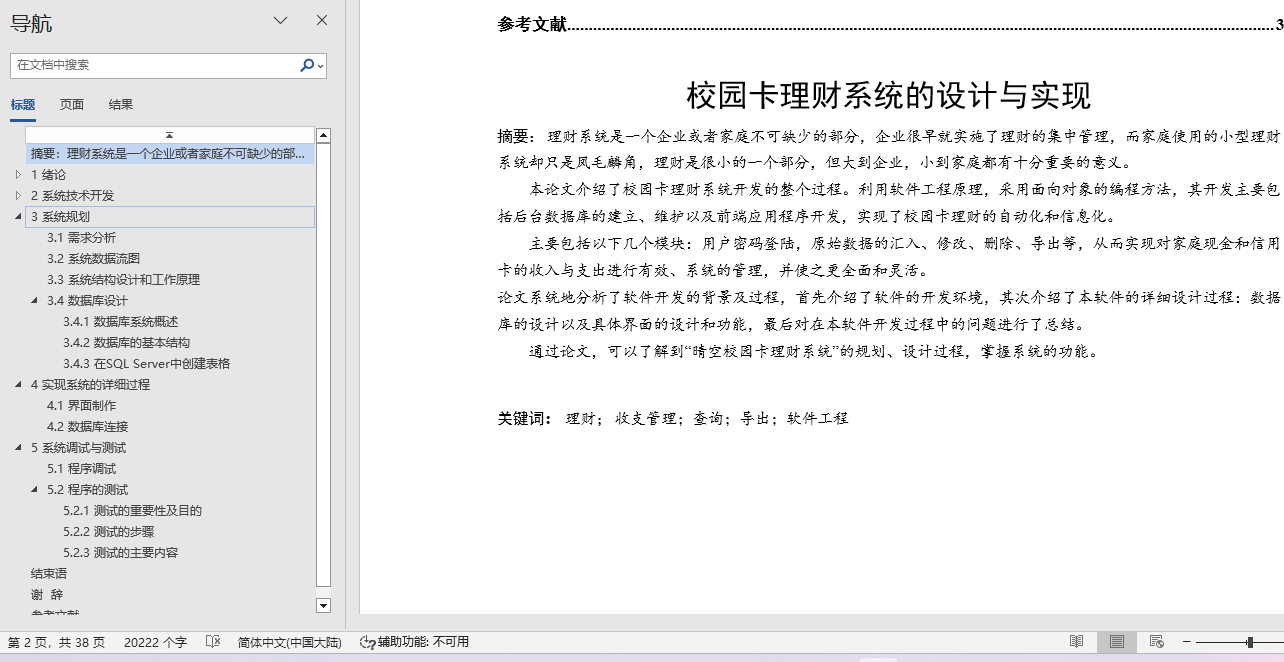 导航
在文档中搜索
标题 页面 结果
摘要：理财系统是一个企业或者家庭不可缺少的部...
1 绪论
2 系统技术开发
3 系统规划
3.1 需求分析
3.2 系统数据流图
3.3 系统结构设计和工作原理
3.4 数据库设计
3.4.1 数据库系统概述
3.4.2 数据库的基本结构
3.4.3 在SQL Server中创建表格
4 实现系统的详细过程
4.1 界面制作
4.2 数据库连接
5 系统调试与测试
5.1 程序调试
5.2 程序的测试
5.2.1 测试的重要性及目的
5.2.2 测试的步骤
5.2.3 测试的主要内容
结束语
谢 辞
参考文献
参考文献........................................3
校园卡理财系统的设计与实现
摘要： 理财系统是一个企业或者家庭不可缺少的部分，企业很早就实施了理财的集中管理，而家庭使用的小型理财
系统却只是凤毛麟角，理财是很小的一个部分，但大到企业，小到家庭都有十分重要的意义。
本论文介绍了校园卡理财系统开发的整个过程。利用软件工程原理，采用面向对象的编程方法，其开发主要包
括后台数据库的建立、维护以及前端应用程序开发，实现了校园卡理财的自动化和信息化。
主要包括以下几个模块：用户密码登陆，原始数据的汇入、修改、删除、导出等，从而实现对家庭现金和信用
卡的收入与支出进行有效、系统的管理，并使之更全面和灵活。
论文系统地分析了软件开发的背景及过程，首先介绍了软件的开发环境，其次介绍了本软件的详细设计过程：数据
库的设计以及具体界面的设计和功能，最后对在本软件开发过程中的问题进行了总结。
通过论文，可以了解到“晴空校园卡理财系统”的规划、设计过程，掌握系统的功能。
关键词： 理财； 收支管理；查询；导出；软件工程
第 2 页，共 38 页 20222 个字 简体中文(中国大陆) 辅助功能: 不可用